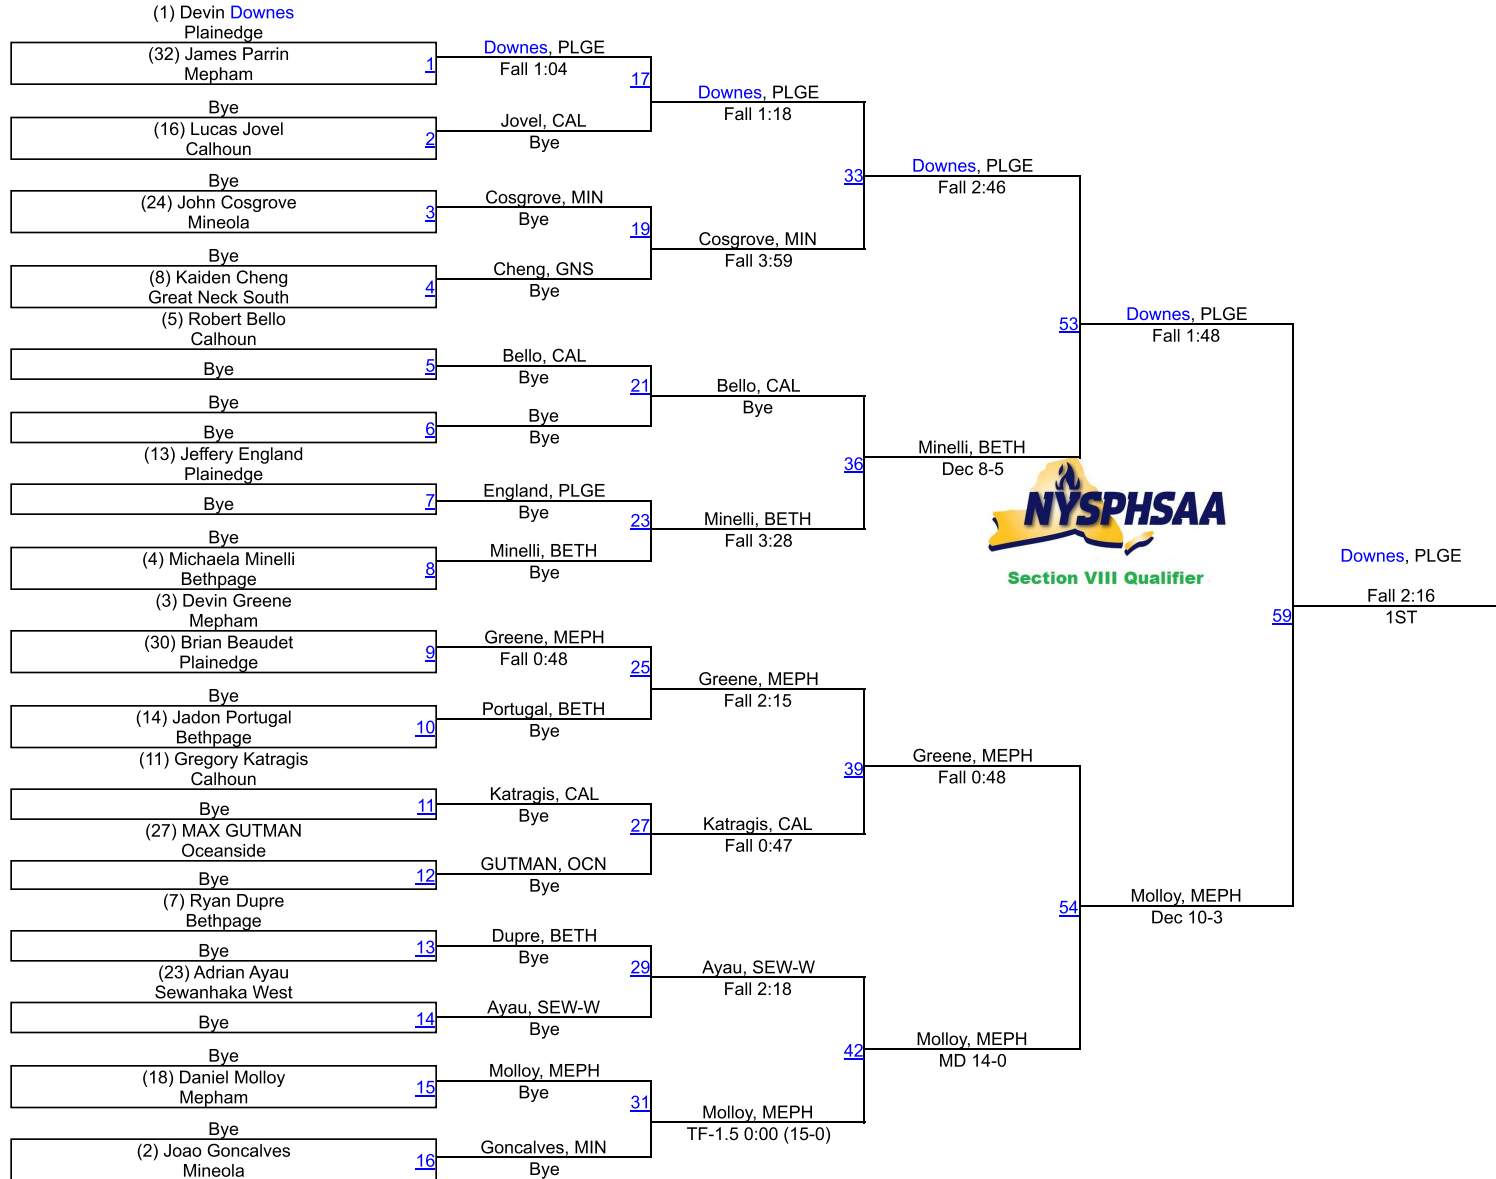 (1) Devin Downes
Plainedge
(32) James Parrin
Mepham
1
Bye
(16) Lucas Jovel
Calhoun
2
Bye
(24) John Cosgrove
Mineola
3
Bye
(8) Kaiden Cheng
Great Neck South
4
(5) Robert Bello
Calhoun
Bye
5
Bye
Bye
6
(13) Jeffery England
Plainedge
Bye
7
Bye
(4) Michaela Minelli
Bethpage
8
(3) Devin Greene
Mepham
(30) Brian Beaudet
Plainedge
9
Bye
(14) Jadon Portugal
Bethpage
10
(11) Gregory Katragis
Calhoun
Bye
11
(27) MAX GUTMAN
Oceanside
Bye
12
(7) Ryan Dupre
Bethpage
Bye
13
(23) Adrian Ayau
Sewanhaka West
Bye
14
Bye
(18) Daniel Molloy
Mepham
15
Bye
(2) Joao Goncalves
Mineola
16
Downes, PLGE
Fall 1:04
17
Jovel, CAL
Bye
Cosgrove, MIN
Bye
19
Cheng, GNS
Bye
Bello, CAL
Bye
21
Bye
Bye
England, PLGE
Bye
23
Minelli, BETH
Bye
Greene, MEPH
Fall 0:48
25
Portugal, BETH
Bye
Katragis, CAL
Bye
27
GUTMAN, OCN
Bye
Dupre, BETH
Bye
29
Ayau, SEW-W
Bye
Molloy, MEPH
Bye
31
Goncalves, MIN
Bye
Downes, PLGE
Fall 1:18
33
Cosgrove, MIN
Fall 3:59
Bello, CAL
Bye
36
Minelli, BETH
Fall 3:28
Greene, MEPH
Fall 2:15
39
Katragis, CAL
Fall 0:47
Ayau, SEW-W
Fall 2:18
42
Molloy, MEPH
TF-1.5 0:00 (15-0)
Downes, PLGE
Fall 2:46
53
Minelli, BETH
Dec 8-5
Greene, MEPH
Fall 0:48
54
Molloy, MEPH
MD 14-0
NYSPHSAA
Section VIII Qualifier
Downes, PLGE
Fall 1:48
59
Molloy, MEPH
Dec 10-3
Downes, PLGE
Fall 2:16
1ST